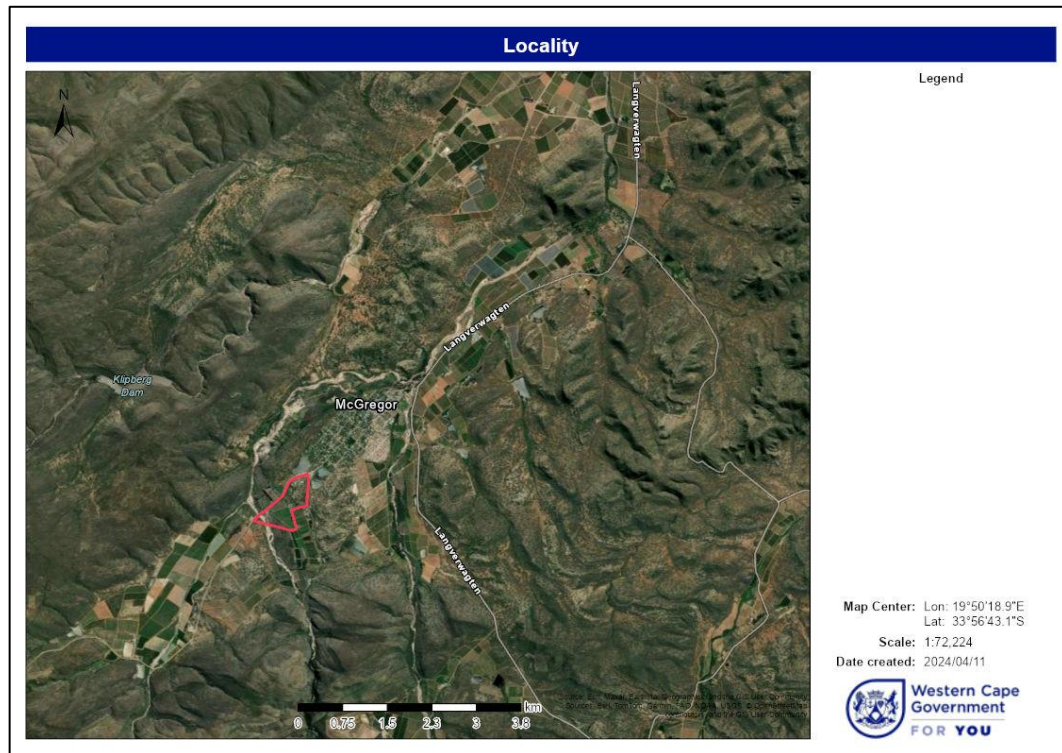 Locality
Legend
N
Langverwagten
Langverwagten
Klipberg
Dam
McGregor
Langverwagten
Map Center: Lon: 19°50'18.9"E
Lat: 33°56'43.1"S
Scale: 1:72,224
Date created: 2024/04/11
km
0 0.75 1.5 2.3 3 3.8
Western Cape
Government
FOR YOU